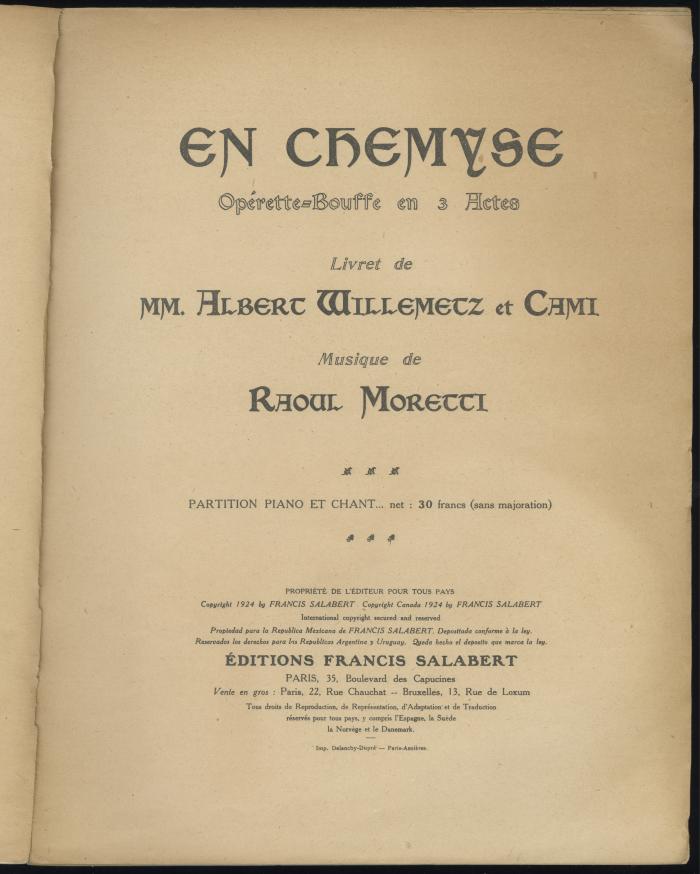 EN CHEMYSE
Opérette=Bouffe en 3 Actes
Livret de
MM. ALBERT WILLEMETZ et CAMI
Musique de
RAOUL MORETTI
PARTITION PIANO ET CHANT... net : 30 francs (sans majoration)
PROPRIÉTÉ DE L'ÉDITEUR POUR TOUS PAYS
Copyright 1924 by FRANCIS SALABERT Copyright Canada 1924 by FRANCIS SALABERT
International copyright secured and reserved
Propiedad para la Republica Mexicana de FRANCIS SALABERT. Depositada conforme à la ley.
Reservados los derechos para las Republicas Argentina y Uruguay. Queda hecho el deposito que marca la ley.
ÉDITIONS FRANCIS SALABERT
PARIS, 35, Boulevard des Capucines
Vente en gros : Paris, 22, Rue Chauchat -- Bruxelles, 13, Rue de Loxum
Tous droits de Reproduction, de Représentation, d'Adaptation et de Traduction
réservés pour tous pays, y compris l'Espagne, la Suède
la Norvège et le Danemark.
Imp. Delanchy-Dupré — Paris-Asnières.